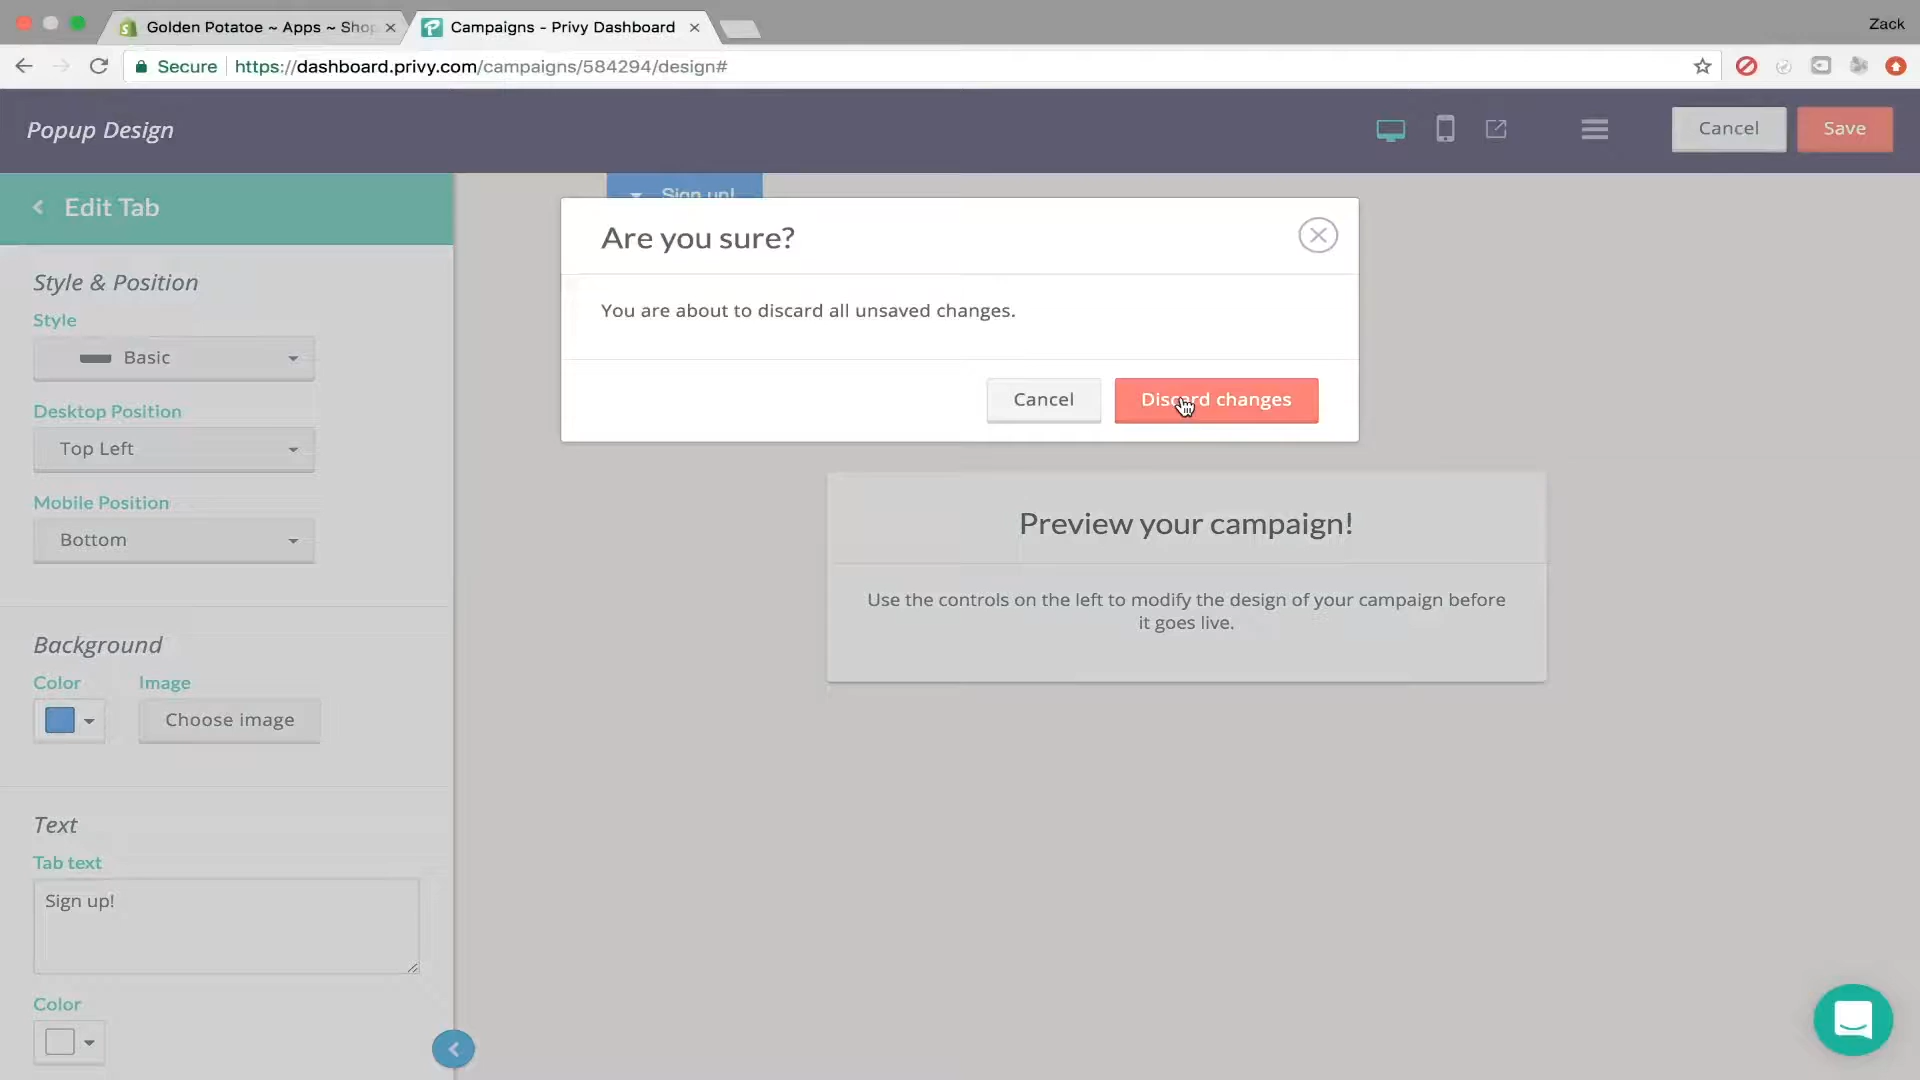 Golden Potatoe ~ Apps ~ Shop
Campaigns - Privy Dashboard
Zack
Secure
https://dashboard.privy.com/campaigns/584294/design#
Popup Design
Cancel
Save
Edit Tab
Sign up!
Are you sure?
You are about to discard all unsaved changes.
Cancel
Discard changes
Style & Position
Style
Basic
Desktop Position
Top Left
Mobile Position
Bottom
Preview your campaign!
Use the controls on the left to modify the design of your campaign before
it goes live.
Background
Color
Image
Choose image
Text
Tab text
Sign up!
Color